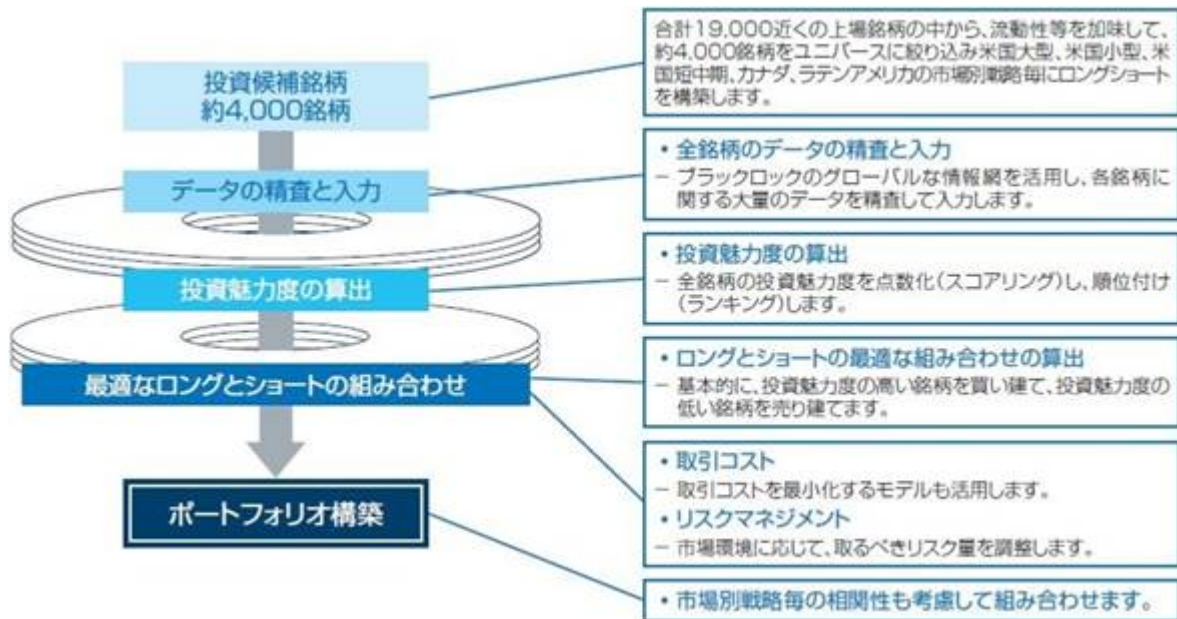 投資候補銘柄
約4,000銘柄
データの精査と入力
投資魅力度の算出
最適なロングとショートの組み合わせ
ポートフォリオ構築
合計19,000近くの上場銘柄の中から、流動性等を加味して、
約4,000銘柄をユニバースに絞り込み米国大型、米国小型、米
国短中期、カナダ、ラテンアメリカの市場別戦略毎にロングショート
を構築します。
・全銘柄のデータの精査と入力
− ブラックロックのグローバルな情報網を活用し、各銘柄に
関する大量のデータを精査して入力します。
・投資魅力度の算出
− 全銘柄の投資魅力度を点数化(スコアリング)し、順位付け
(ランキング)します。
・ロングとショートの最適な組み合わせの算出
− 基本的に、投資魅力度の高い銘柄を買い建て、投資魅力度の
低い銘柄を売り建てます。
・取引コスト
− 取引コストを最小化するモデルも活用します。
・リスクマネジメント
− 市場環境に応じて、取るべきリスク量を調整します。
・市場別戦略毎の相関性も考慮して組み合わせます。